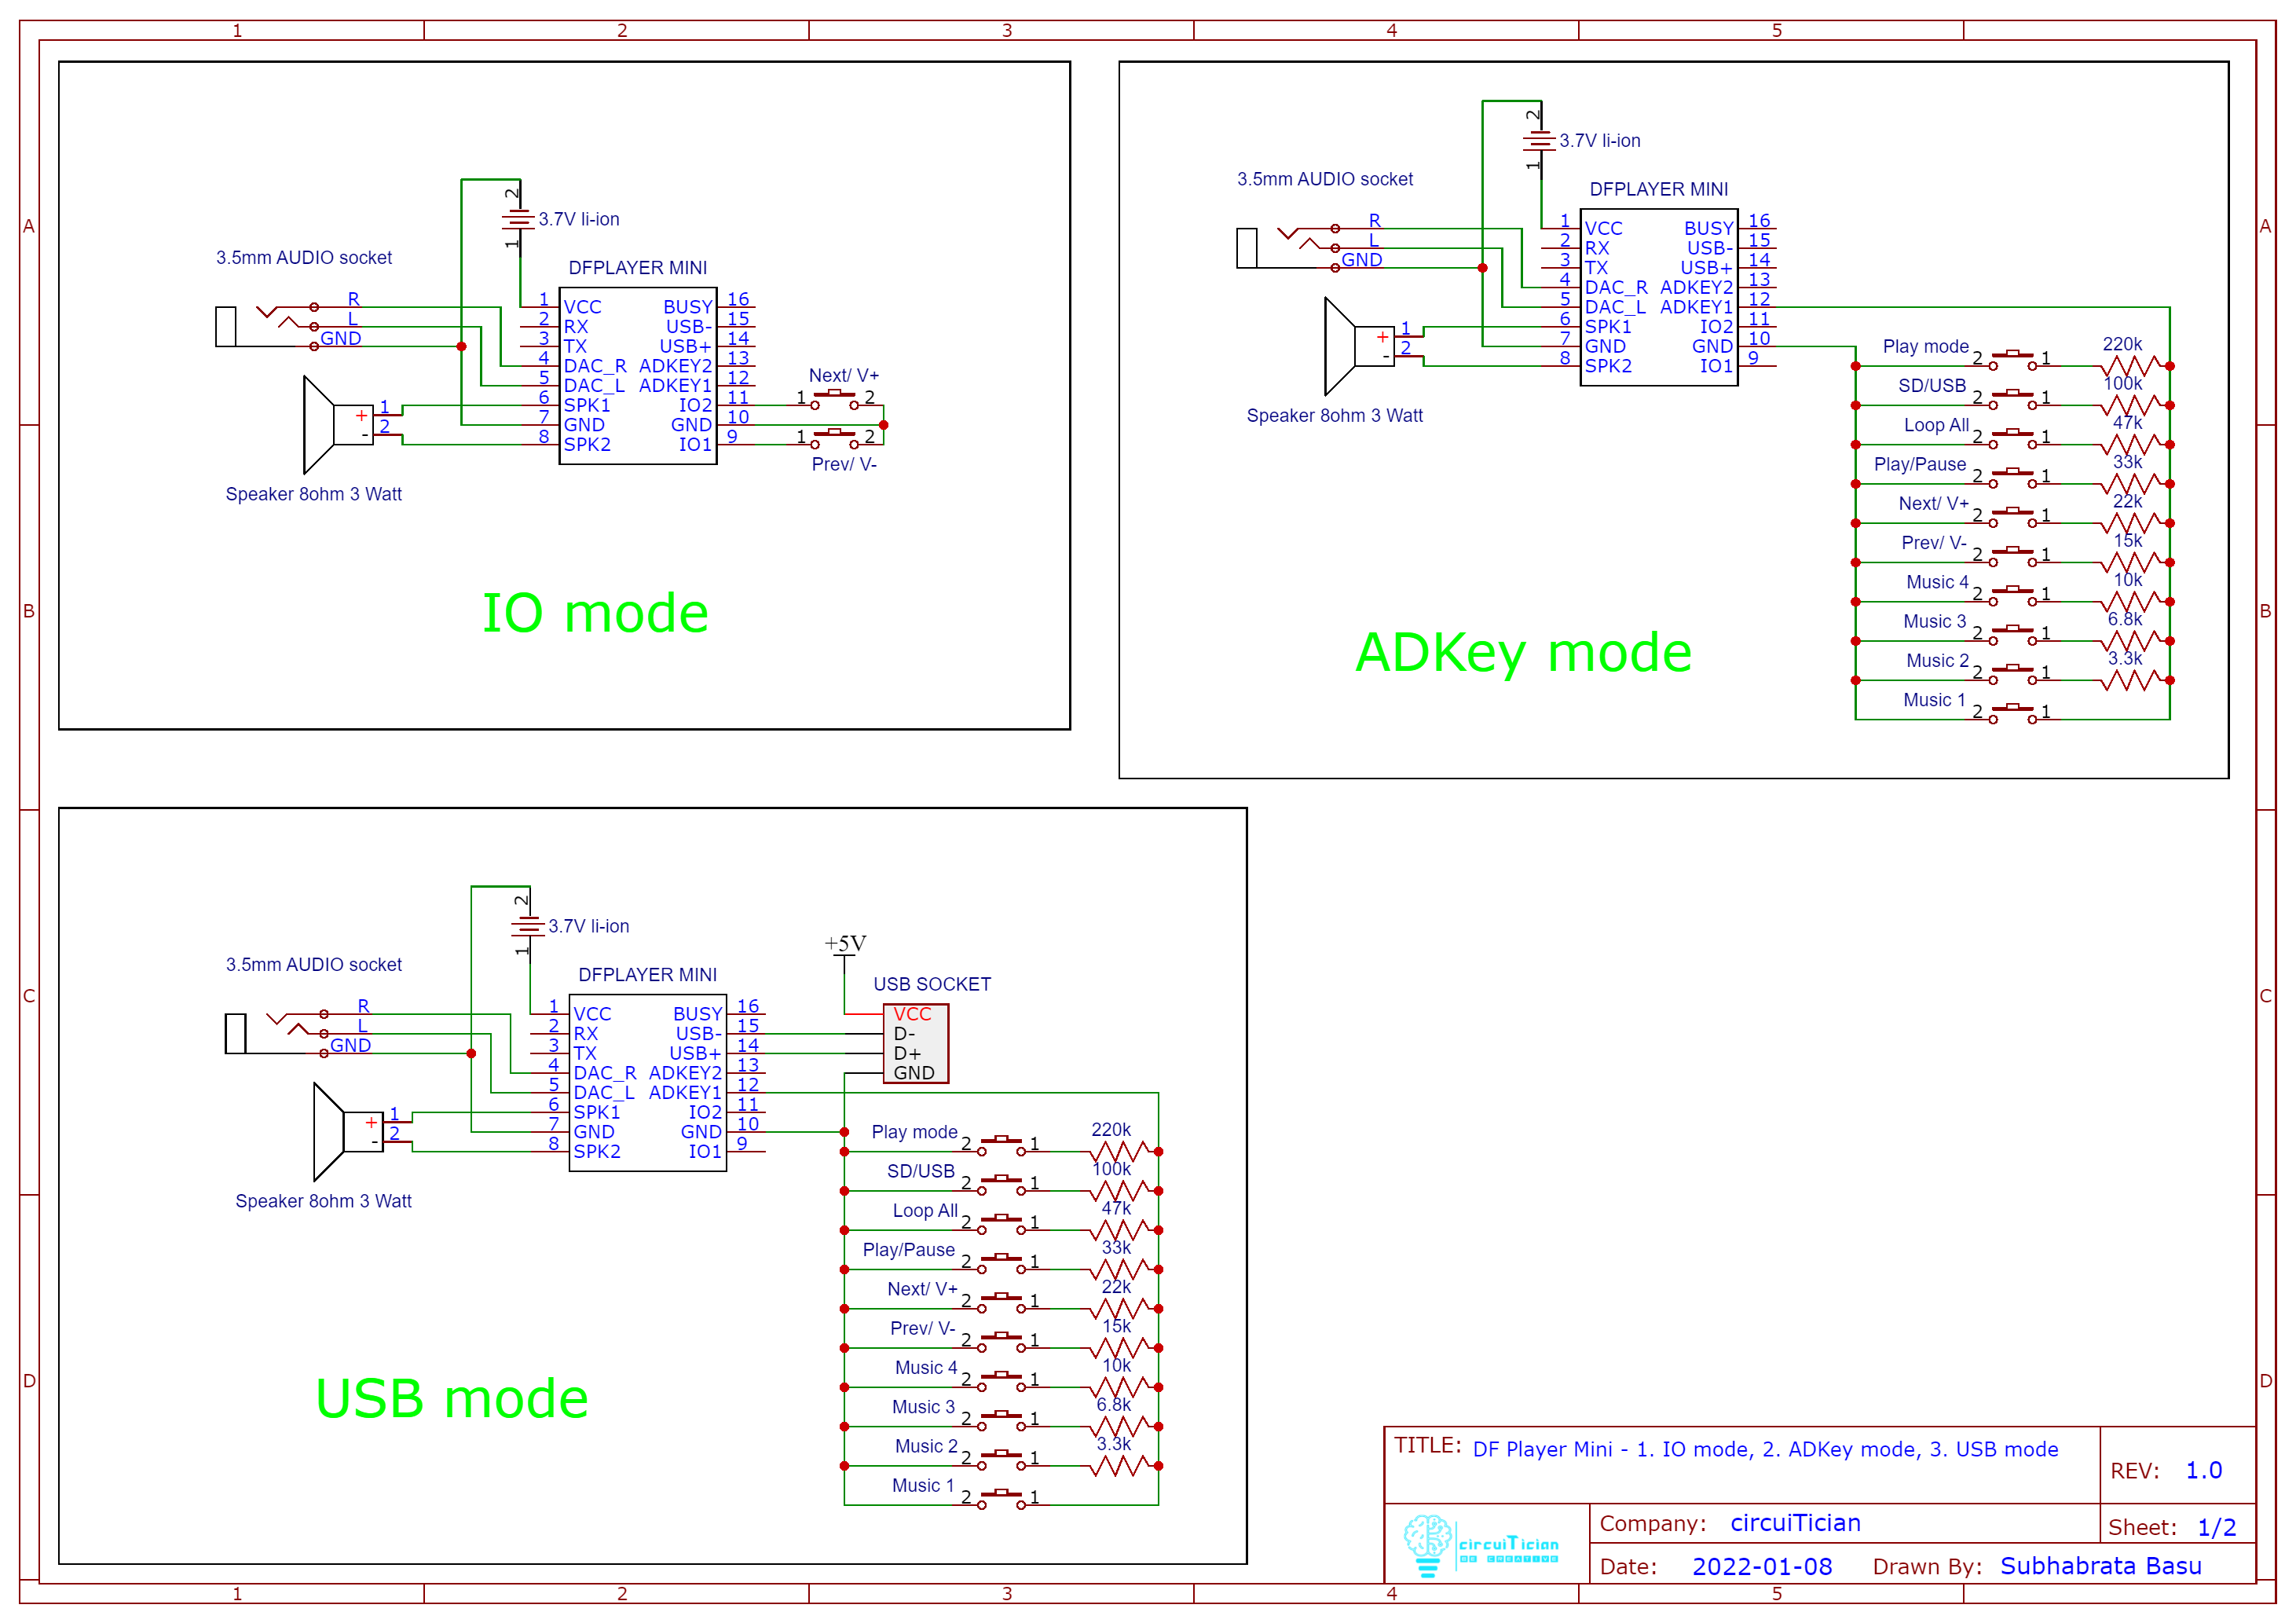 1 2 3 4 5
A
B
C
D
A
B
C
D
3.7V li-ion
2
1
3.5mm AUDIO socket
R
L
GND
DFPLAYER MINI
1 VCC BUSY 16
2 RX USB- 15
3 TX USB+ 14
4 DAC_R ADKEY2 13
5 DAC_L ADKEY1 12
6 SPK1 IO2 11
7 GND GND 10
8 SPK2 IO1 9
1 +
2 -
Speaker 8ohm 3 Watt
Next/ V+
1 2
1 2
Prev/ V-
IO mode
2
3.7V li-ion
1
3.5mm AUDIO socket
R
L
GND
DFPLAYER MINI
1 VCC BUSY 16
2 RX USB- 15
3 TX USB+ 14
4 DAC_R ADKEY2 13
5 DAC_L ADKEY1 12
6 SPK1 IO2 11
7 GND GND 10
8 SPK2 IO1 9
+ 1
- 2
Speaker 8ohm 3 Watt
Play mode 2 1 220k
SD/USB 2 1 100k
Loop All 2 1 47k
Play/Pause 2 1 33k
Next/ V+ 2 1 22k
Prev/ V- 2 1 15k
Music 4 2 1 10k
Music 3 2 1 6.8k
Music 2 2 1 3.3k
Music 1 2 1
ADKey mode
2
3.7V li-ion
1
3.5mm AUDIO socket
R
L
GND
DFPLAYER MINI
1 VCC BUSY 16
2 RX USB- 15
3 TX USB+ 14
4 DAC_R ADKEY2 13
5 DAC_L ADKEY1 12
6 SPK1 IO2 11
7 GND GND 10
8 SPK2 IO1 9
+ 1
- 2
Speaker 8ohm 3 Watt
+5V
USB SOCKET
VCC
D-
D+
GND
Play mode 2 1 220k
SD/USB 2 1 100k
Loop All 2 1 47k
Play/Pause 2 1 33k
Next/ V+ 2 1 22k
Prev/ V- 2 1 15k
Music 4 2 1 10k
Music 3 2 1 6.8k
Music 2 2 1 3.3k
Music 1 2 1
USB mode
TITLE: DF Player Mini - 1. IO mode, 2. ADKey mode, 3. USB mode
REV: 1.0
circuiTician
BE CREATIVE
Company: circuiTician
Sheet: 1/2
Date: 2022-01-08 Drawn By: Subhabrata Basu
1 2 3 4 5